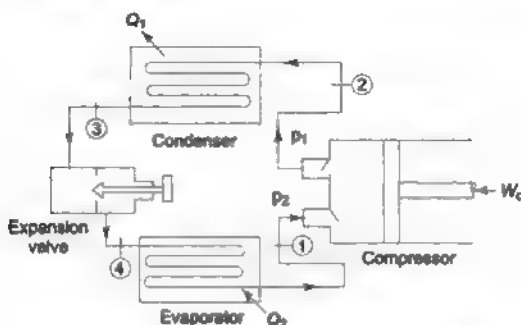 Q₁
2
3
Condenser
p₁
p₂
Expansion
valve
4
1
Compressor
Evaporator
Q₂